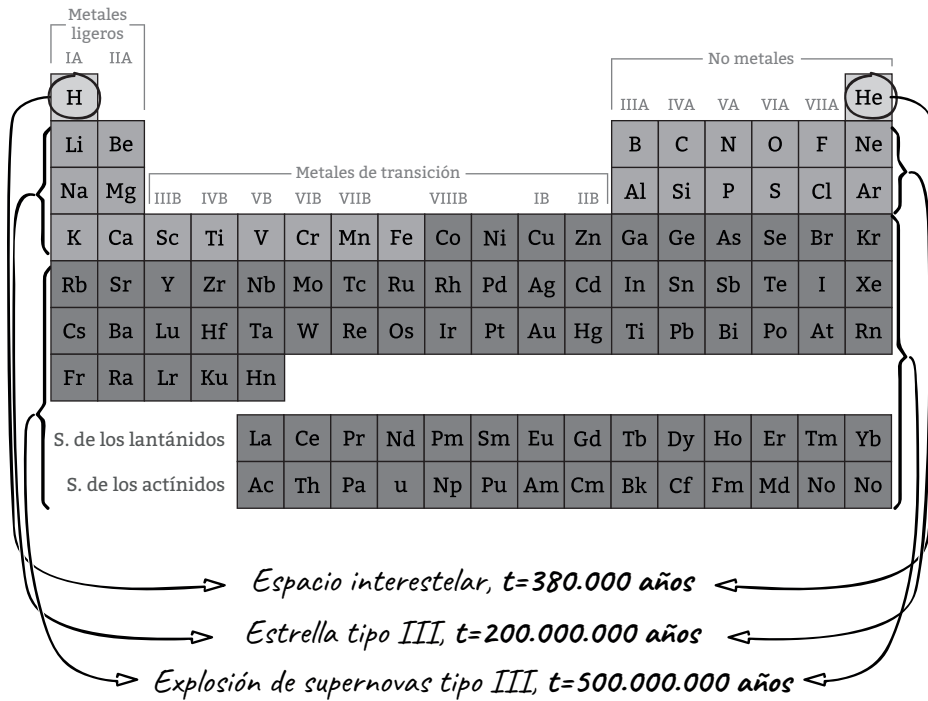 Metales
ligeros
IA IIA
No metales
H He
IIIA IVA VA VIA VIIA
Li Be B C N O F Ne
Metales de transición
Na Mg Al Si P S Cl Ar
IIIB IVB VB VIB VIIB VIIIB IB IIB
K Ca Sc Ti V Cr Mn Fe Co Ni Cu Zn Ga Ge As Se Br Kr
Rb Sr Y Zr Nb Mo Tc Ru Rh Pd Ag Cd In Sn Sb Te I Xe
Cs Ba Lu Hf Ta W Re Os Ir Pt Au Hg Ti Pb Bi Po At Rn
Fr Ra Lr Ku Hn
S. de los lantánidos La Ce Pr Nd Pm Sm Eu Gd Tb Dy Ho Er Tm Yb
S. de los actínidos Ac Th Pa u Np Pu Am Cm Bk Cf Fm Md No No
Espacio interestelar, t=380.000 años
Estrella tipo III, t=200.000.000 años
Explosión de supernovas tipo III, t=500.000.000 años